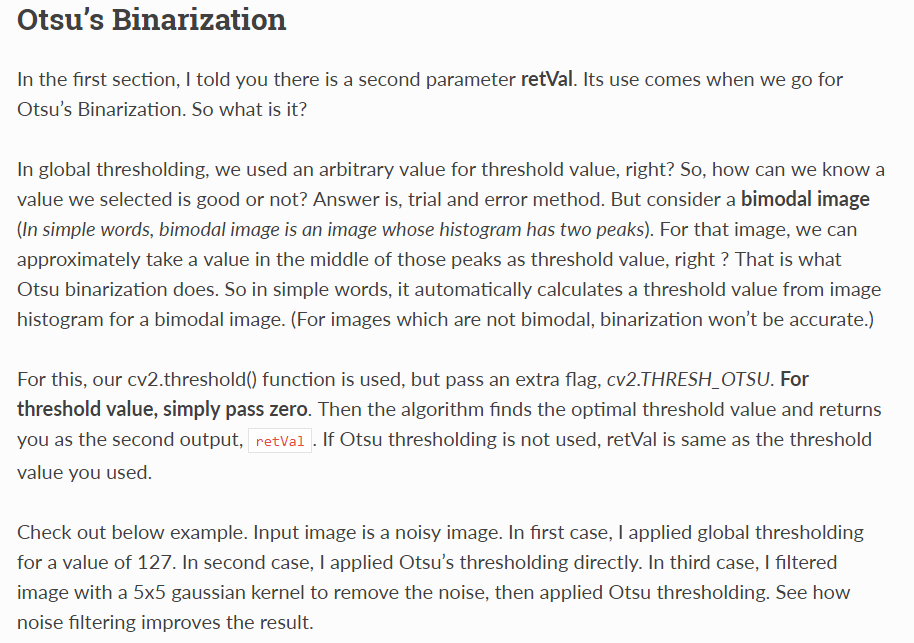 Otsu’s Binarization
In the first section, I told you there is a second parameter retVal. Its use comes when we go for
Otsu’s Binarization. So what is it?
In global thresholding, we used an arbitrary value for threshold value, right? So, how can we know a
value we selected is good or not? Answer is, trial and error method. But consider a bimodal image
(In simple words, bimodal image is an image whose histogram has two peaks). For that image, we can
approximately take a value in the middle of those peaks as threshold value, right ? That is what
Otsu binarization does. So in simple words, it automatically calculates a threshold value from image
histogram for a bimodal image. (For images which are not bimodal, binarization won’t be accurate.)
For this, our cv2.threshold() function is used, but pass an extra flag, cv2.THRESH_OTSU. For
threshold value, simply pass zero. Then the algorithm finds the optimal threshold value and returns
you as the second output, retVal. If Otsu thresholding is not used, retVal is same as the threshold
value you used.
Check out below example. Input image is a noisy image. In first case, I applied global thresholding
for a value of 127. In second case, I applied Otsu’s thresholding directly. In third case, I filtered
image with a 5x5 gaussian kernel to remove the noise, then applied Otsu thresholding. See how
noise filtering improves the result.